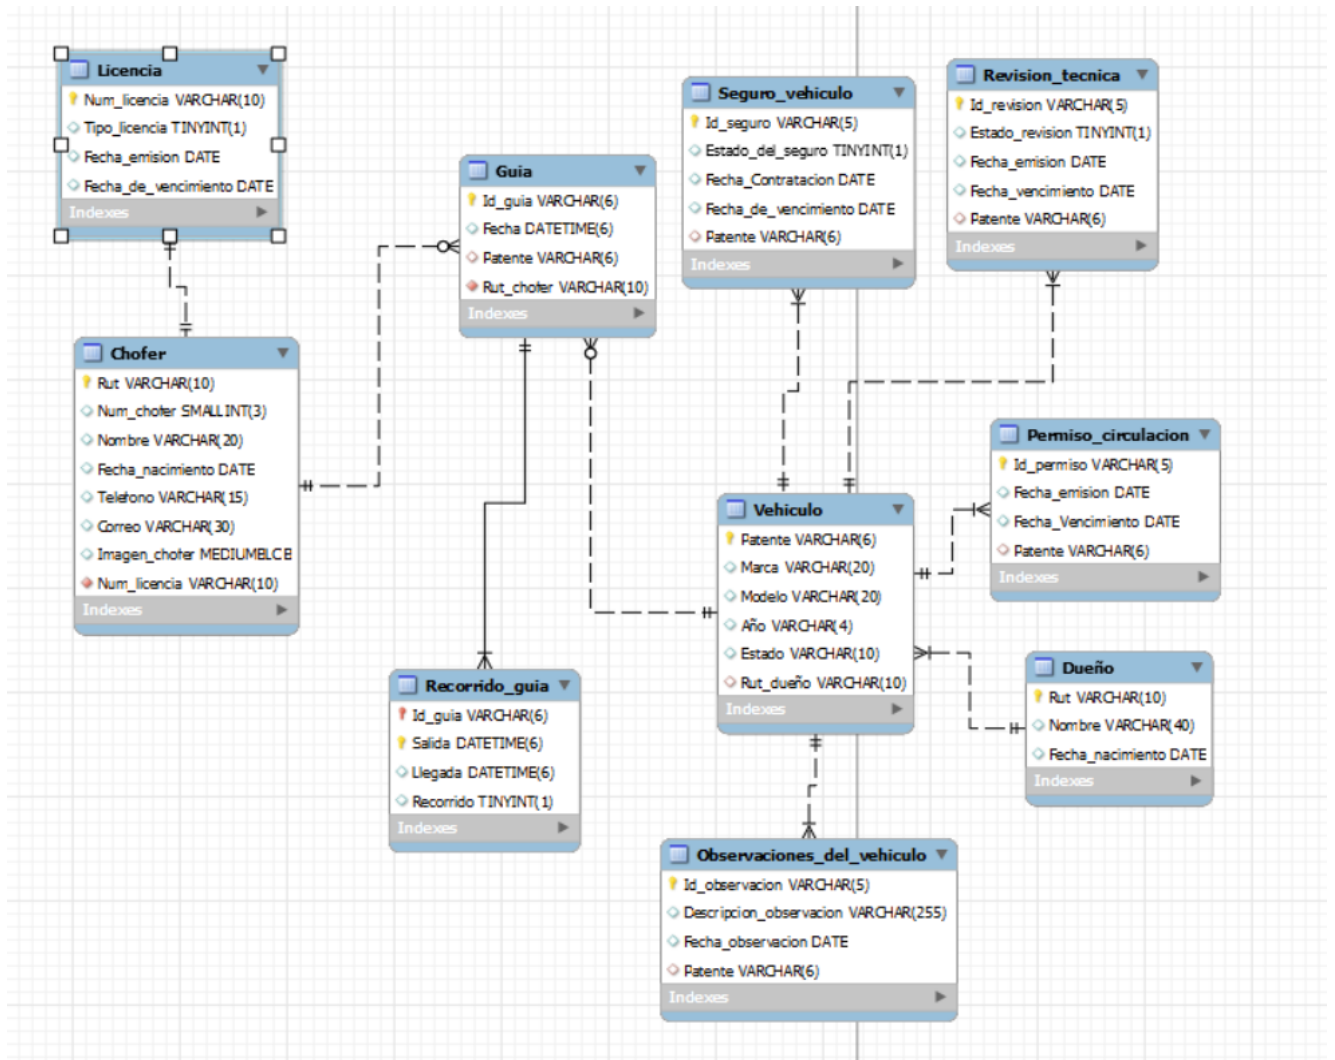 Licencia
Num_licencia VARCHAR(10)
Tipo_licencia TINYINT(1)
Fecha_emision DATE
Fecha_de_vencimiento DATE
Indexes
Chofer
Rut VARCHAR(10)
Num_chofer SMALLINT(3)
Nombre VARCHAR(20)
Fecha_nacimiento DATE
Telefono VARCHAR(15)
Correo VARCHAR(30)
Imagen_chofer MEDIUMBLOB
Num_licencia VARCHAR(10)
Indexes
Guia
Id_guia VARCHAR(6)
Fecha DATETIME(6)
Patente VARCHAR(6)
Rut_chofer VARCHAR(10)
Indexes
Recorrido_guia
Id_guia VARCHAR(6)
Salida DATETIME(6)
Llegada DATETIME(6)
Recorrido TINYINT(1)
Indexes
Seguro_vehiculo
Id_seguro VARCHAR(5)
Estado_del_seguro TINYINT(1)
Fecha_Contratacion DATE
Fecha_de_vencimiento DATE
Patente VARCHAR(6)
Indexes
Revision_tecnica
Id_revision VARCHAR(5)
Estado_revision TINYINT(1)
Fecha_emision DATE
Fecha_vencimiento DATE
Patente VARCHAR(6)
Indexes
Permiso_circulacion
Id_permiso VARCHAR(5)
Fecha_emision DATE
Fecha_Vencimiento DATE
Patente VARCHAR(6)
Indexes
Vehiculo
Patente VARCHAR(6)
Marca VARCHAR(20)
Modelo VARCHAR(20)
Año VARCHAR(4)
Estado VARCHAR(10)
Rut_dueño VARCHAR(10)
Indexes
Dueño
Rut VARCHAR(10)
Nombre VARCHAR(40)
Fecha_nacimiento DATE
Indexes
Observaciones_del_vehiculo
Id_observacion VARCHAR(5)
Descripcion_observacion VARCHAR(255)
Fecha_observacion DATE
Patente VARCHAR(6)
Indexes